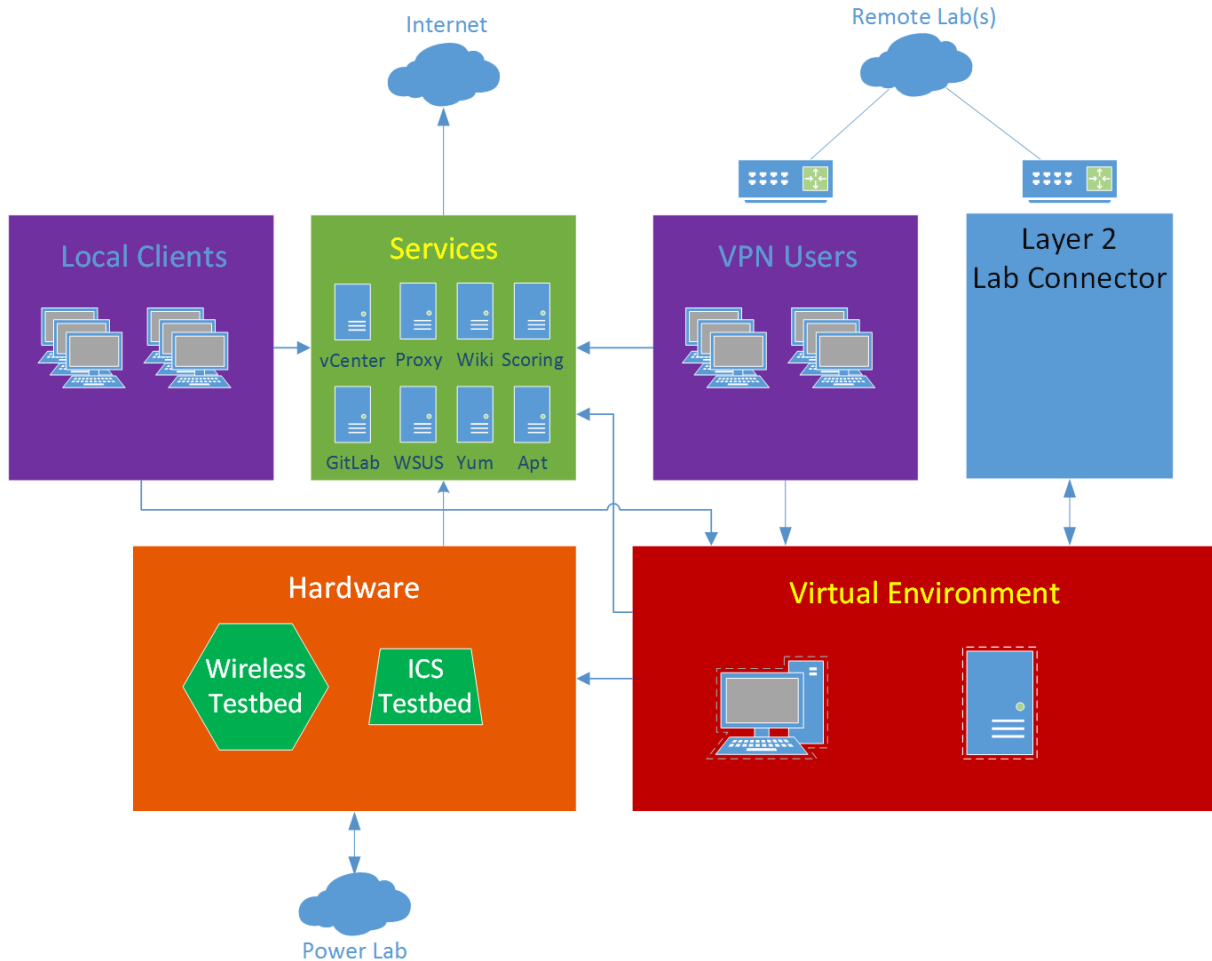 Internet
Remote Lab(s)
Local Clients
Services
vCenter Proxy Wiki Scoring
GitLab WSUS Yum Apt
VPN Users
Layer 2
Lab Connector
Hardware
Wireless
Testbed
ICS
Testbed
Virtual Environment
Power Lab